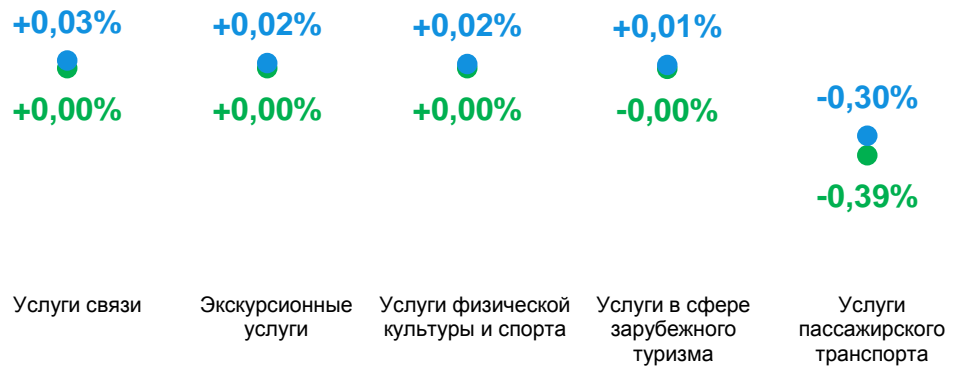 +0,03%
+0,02%
+0,02%
+0,01%
+0,00%
+0,00%
+0,00%
-0,00%
-0,30%
-0,39%
Услуги связи
Экскурсионные
услуги
Услуги физической
культуры и спорта
Услуги в сфере
зарубежного
туризма
Услуги
пассажирского
транспорта